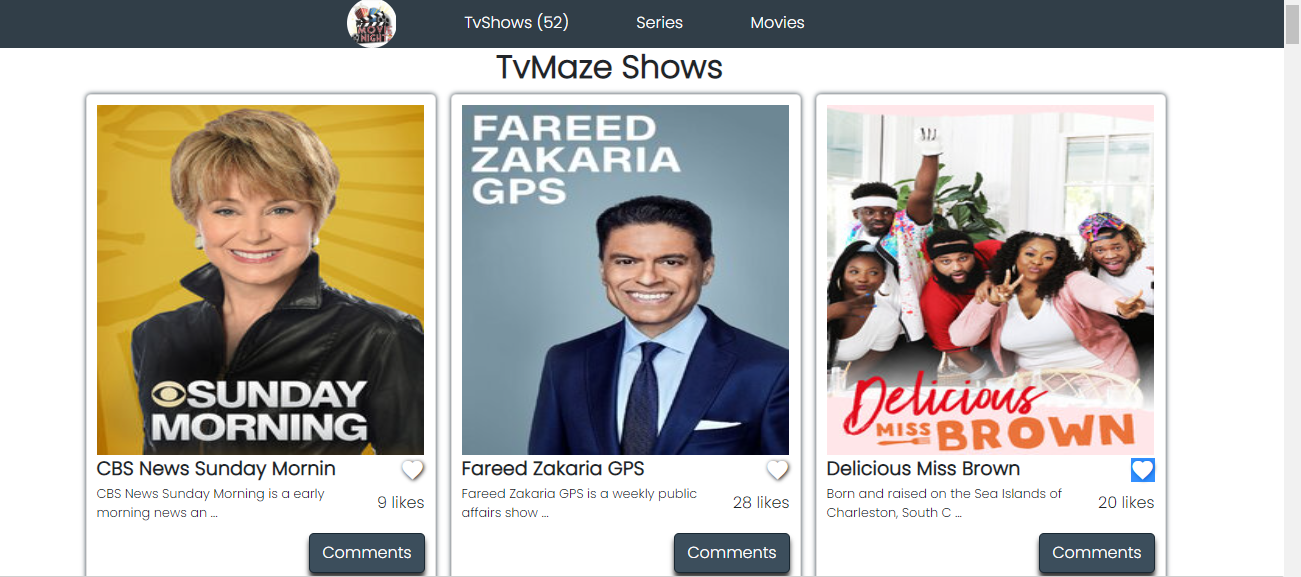 MOVIE
NIGHT
TvShows (52)
Series
Movies
TvMaze Shows
SUNDAY
MORNING
CBS News Sunday Mornin
CBS News Sunday Morning is a early
morning news an ...
9 likes
Comments
FAREED
ZAKARIA
GPS
Fareed Zakaria GPS
Fareed Zakaria GPS is a weekly public
affairs show ...
28 likes
Comments
Delicious
MISS
BROWN
Delicious Miss Brown
Born and raised on the Sea Islands of
Charleston, South C ...
20 likes
Comments